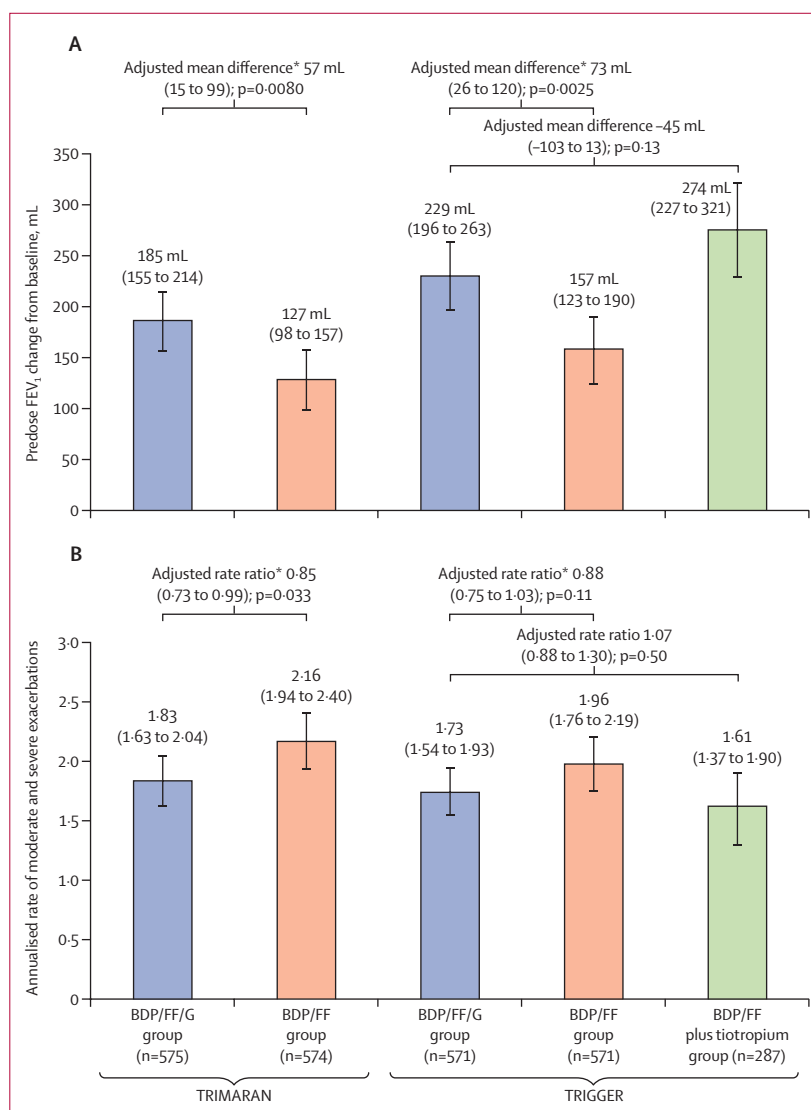 A
Adjusted mean difference* 57 mL
(15 to 99); p=0·0080
Adjusted mean difference* 73 mL
(26 to 120); p=0·0025
Adjusted mean difference –45 mL
(–103 to 13); p=0·13
Predose FEV1 change from baseline, mL
350
300
250
200
150
100
50
0
185 mL
(155 to 214)
127 mL
(98 to 157)
229 mL
(196 to 263)
157 mL
(123 to 190)
274 mL
(227 to 321)
B
Adjusted rate ratio* 0·85
(0·73 to 0·99); p=0·033
Adjusted rate ratio* 0·88
(0·75 to 1·03); p=0·11
Adjusted rate ratio 1·07
(0·88 to 1·30); p=0·50
Annualised rate of moderate and severe exacerbations
3·0
2·5
2·0
1·5
1·0
0·5
0
1·83
(1·63 to 2·04)
2·16
(1·94 to 2·40)
1·73
(1·54 to 1·93)
1·96
(1·76 to 2·19)
1·61
(1·37 to 1·90)
BDP/FF/G
group
(n=575)
BDP/FF
group
(n=574)
BDP/FF/G
group
(n=571)
BDP/FF
group
(n=571)
BDP/FF
plus tiotropium
group (n=287)
TRIMARAN
TRIGGER